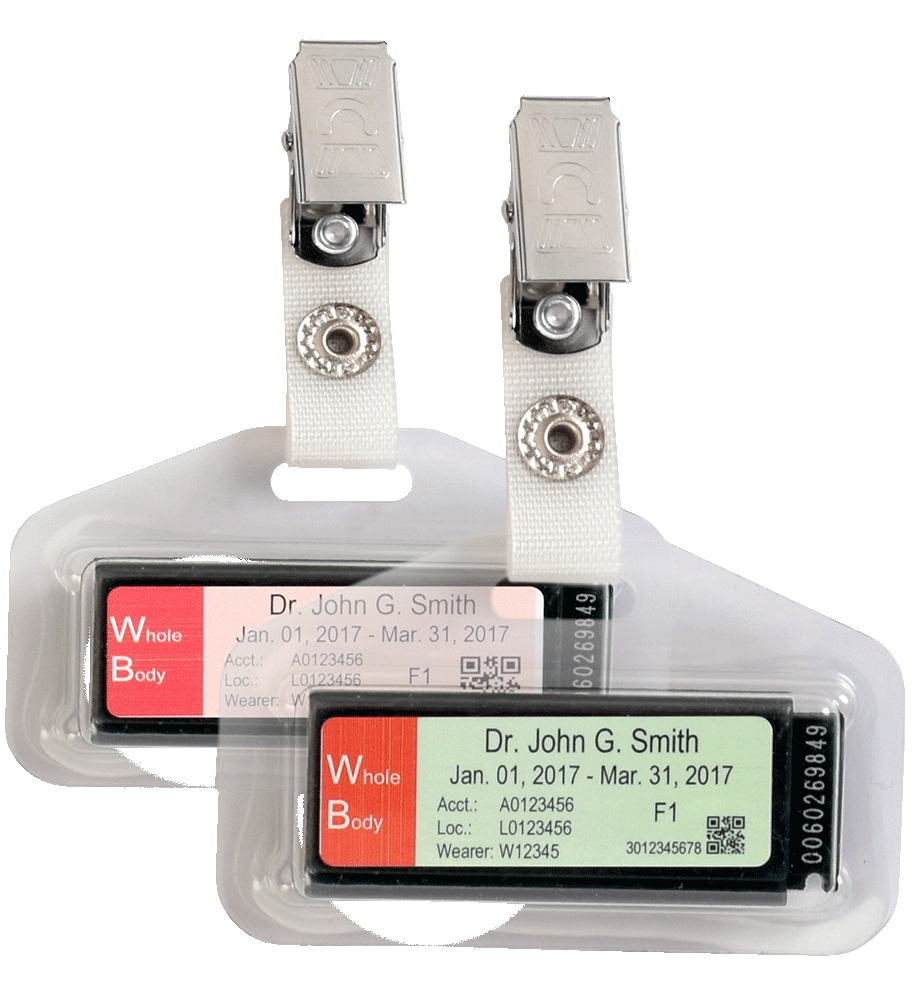 Dr. John G. Smith
Jan. 01, 2017 - Mar. 31, 2017
Whole
Body
Acct.: A0123456
Loc.: L0123456
F1
Wearer: W
0060269849
Dr. John G. Smith
Jan. 01, 2017 - Mar. 31, 2017
Whole
Body
Acct.: A0123456
Loc.: L0123456
Wearer: W12345
F1
3012345678
0060269849